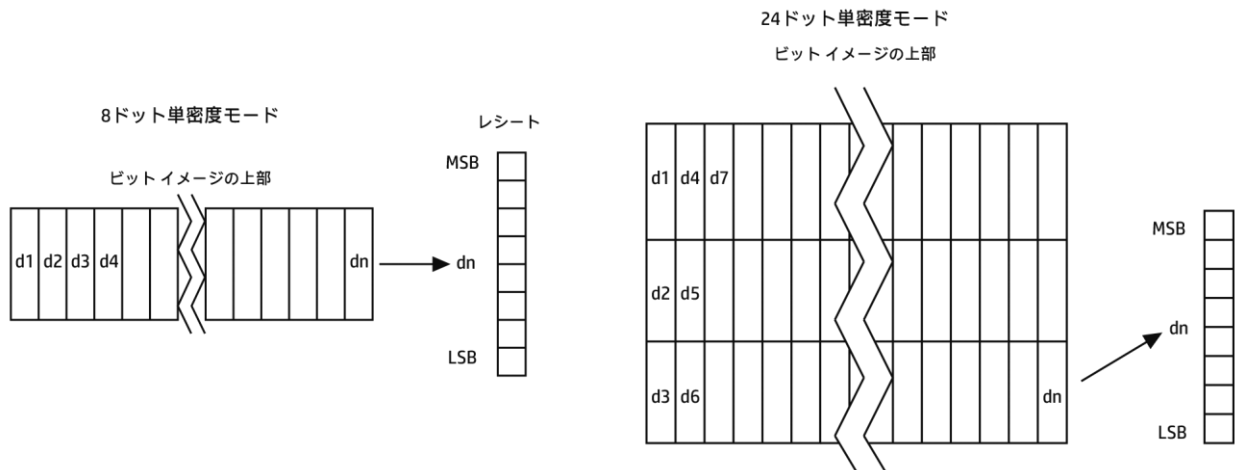 8ドット単密度モード
ビット イメージの上部
d1 d2 d3 d4 dn
レシート
MSB
dn
LSB
24ドット単密度モード
ビット イメージの上部
d1 d4 d7
d2 d5
d3 d6 dn
MSB
dn
LSB